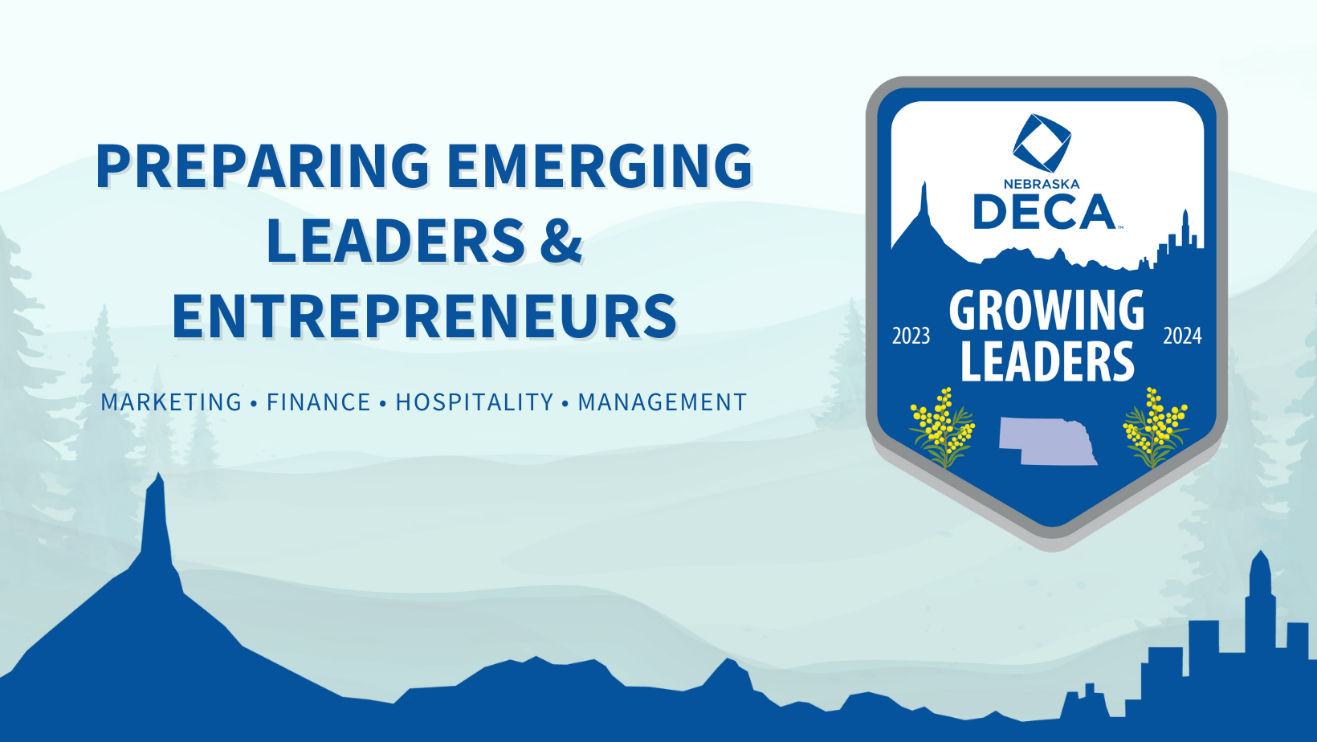 PREPARING EMERGING
LEADERS &
ENTREPRENEURS
MARKETING • FINANCE • HOSPITALITY • MANAGEMENT
NEBRASKA
DECA
GROWING
LEADERS
2023
2024